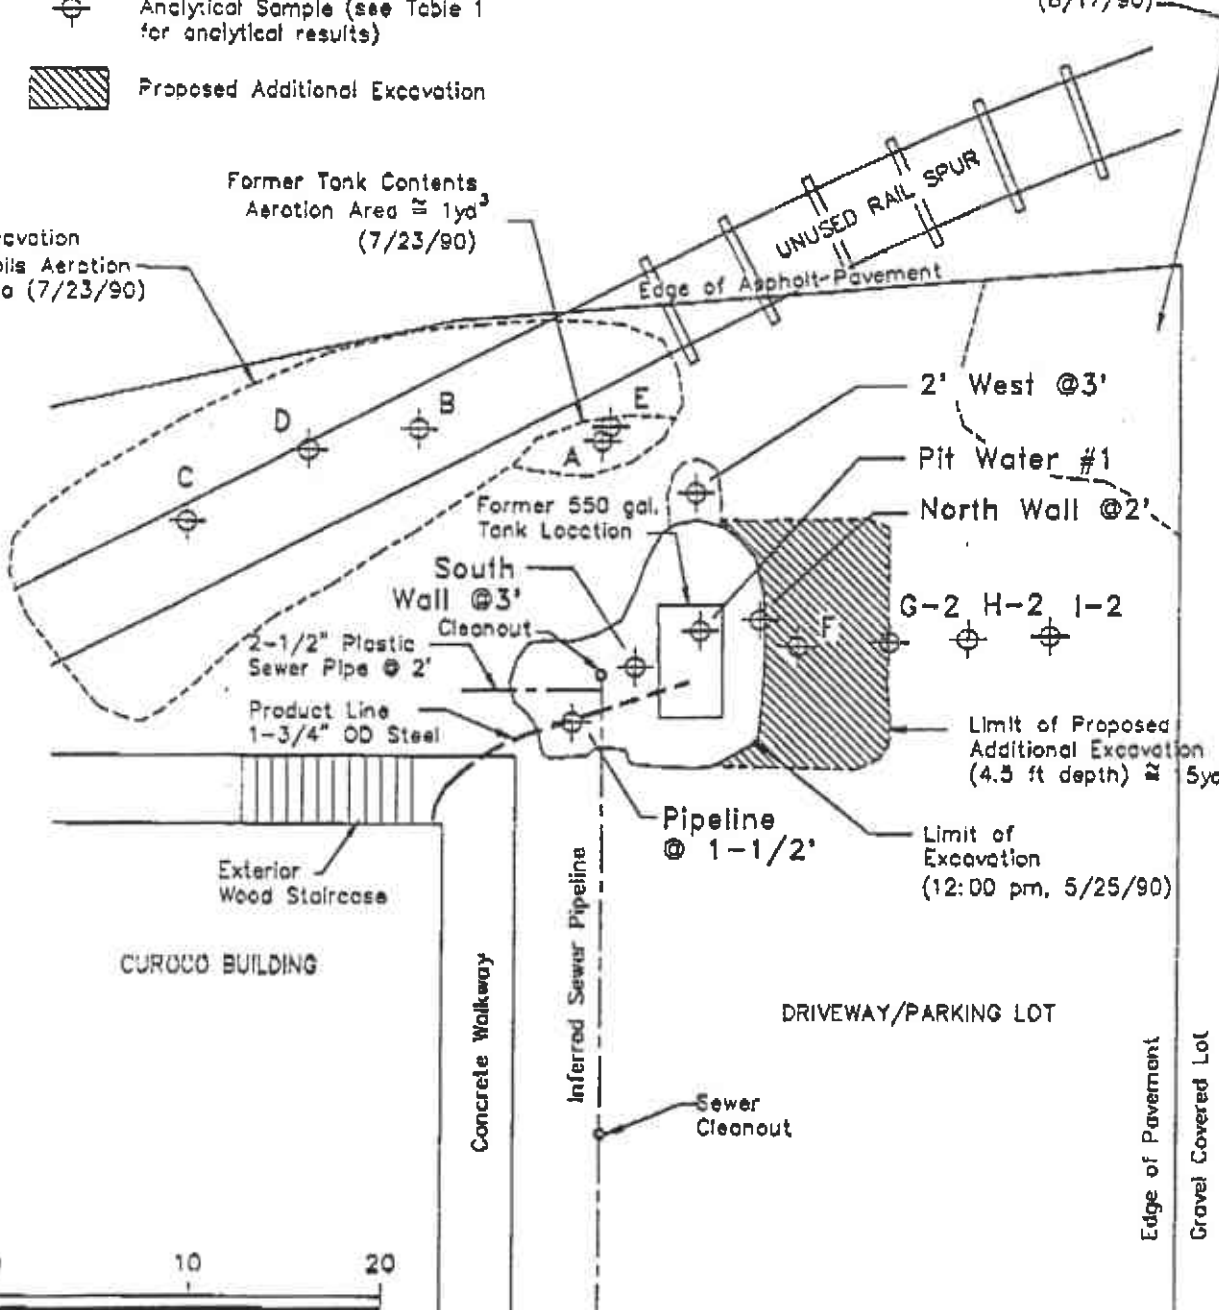 Analytical Sample (see Table 1
for analytical results)
Proposed Additional Excavation
Former Tank Contents
Aeration Area ≅ 1yd³
(7/23/90)
(7/23/90)
Aeration
UNUSED RAIL SPUR
Edge of Asphalt-Pavement
2' West @3'
Pit Water #1
North Wall @2'
D
B
E
A
C
Former 550 gal.
Tank Location
South
Wall @3'
Cleanout
2-1/2" Plastic
Sewer Pipe @ 2'
Product Line
1-3/4" OD Steel
F
G-2 H-2 I-2
Limit of Proposed
Additional Excavation
(4.5 ft depth)
Pipeline
@ 1-1/2'
Limit of
Excavation
(12:00 pm, 5/25/90)
Exterior
Wood Staircase
CUROCO BUILDING
Concrete Walkway
Inferred Sewer Pipeline
DRIVEWAY/PARKING LOT
Sewer
Cleanout
Edge of Pavement
Gravel Covered Lot
10
20